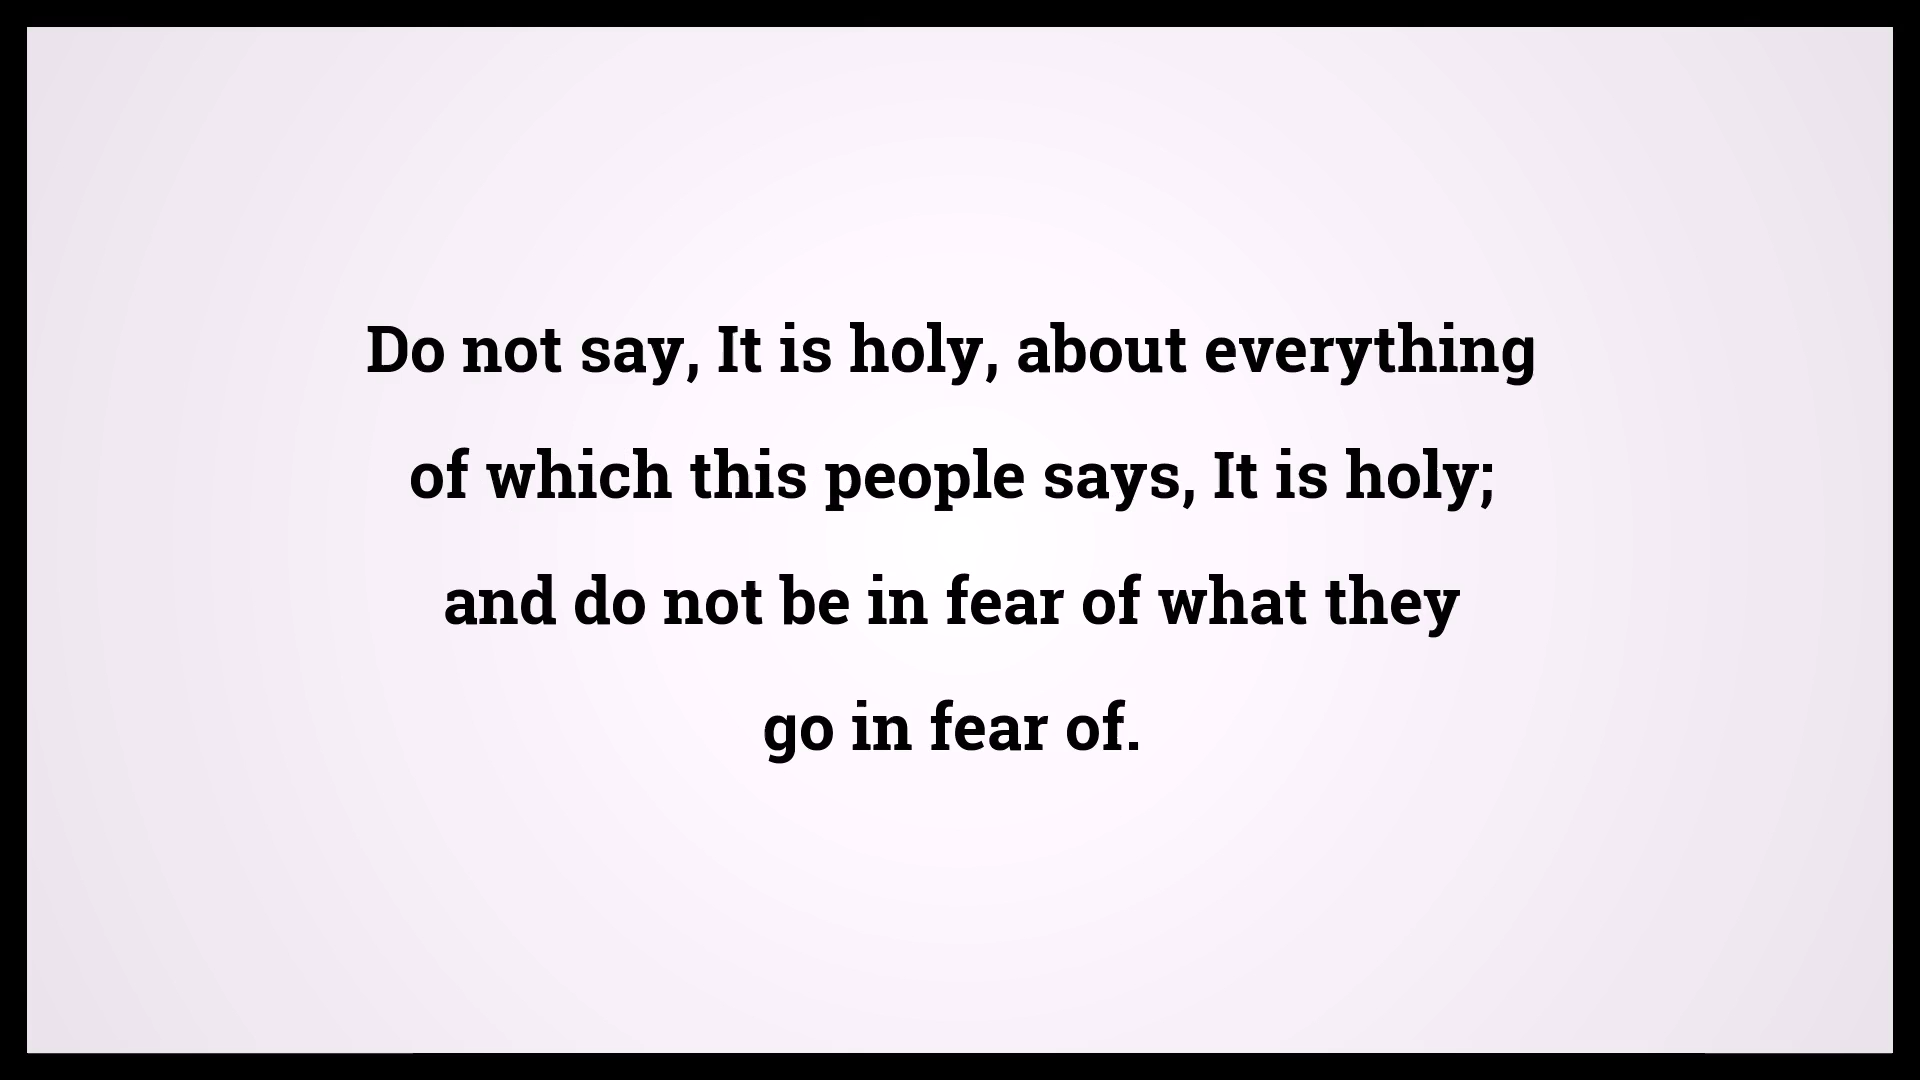 Do not say, It is holy, about everything
of which this people says, It is holy;
and do not be in fear of what they
go in fear of.